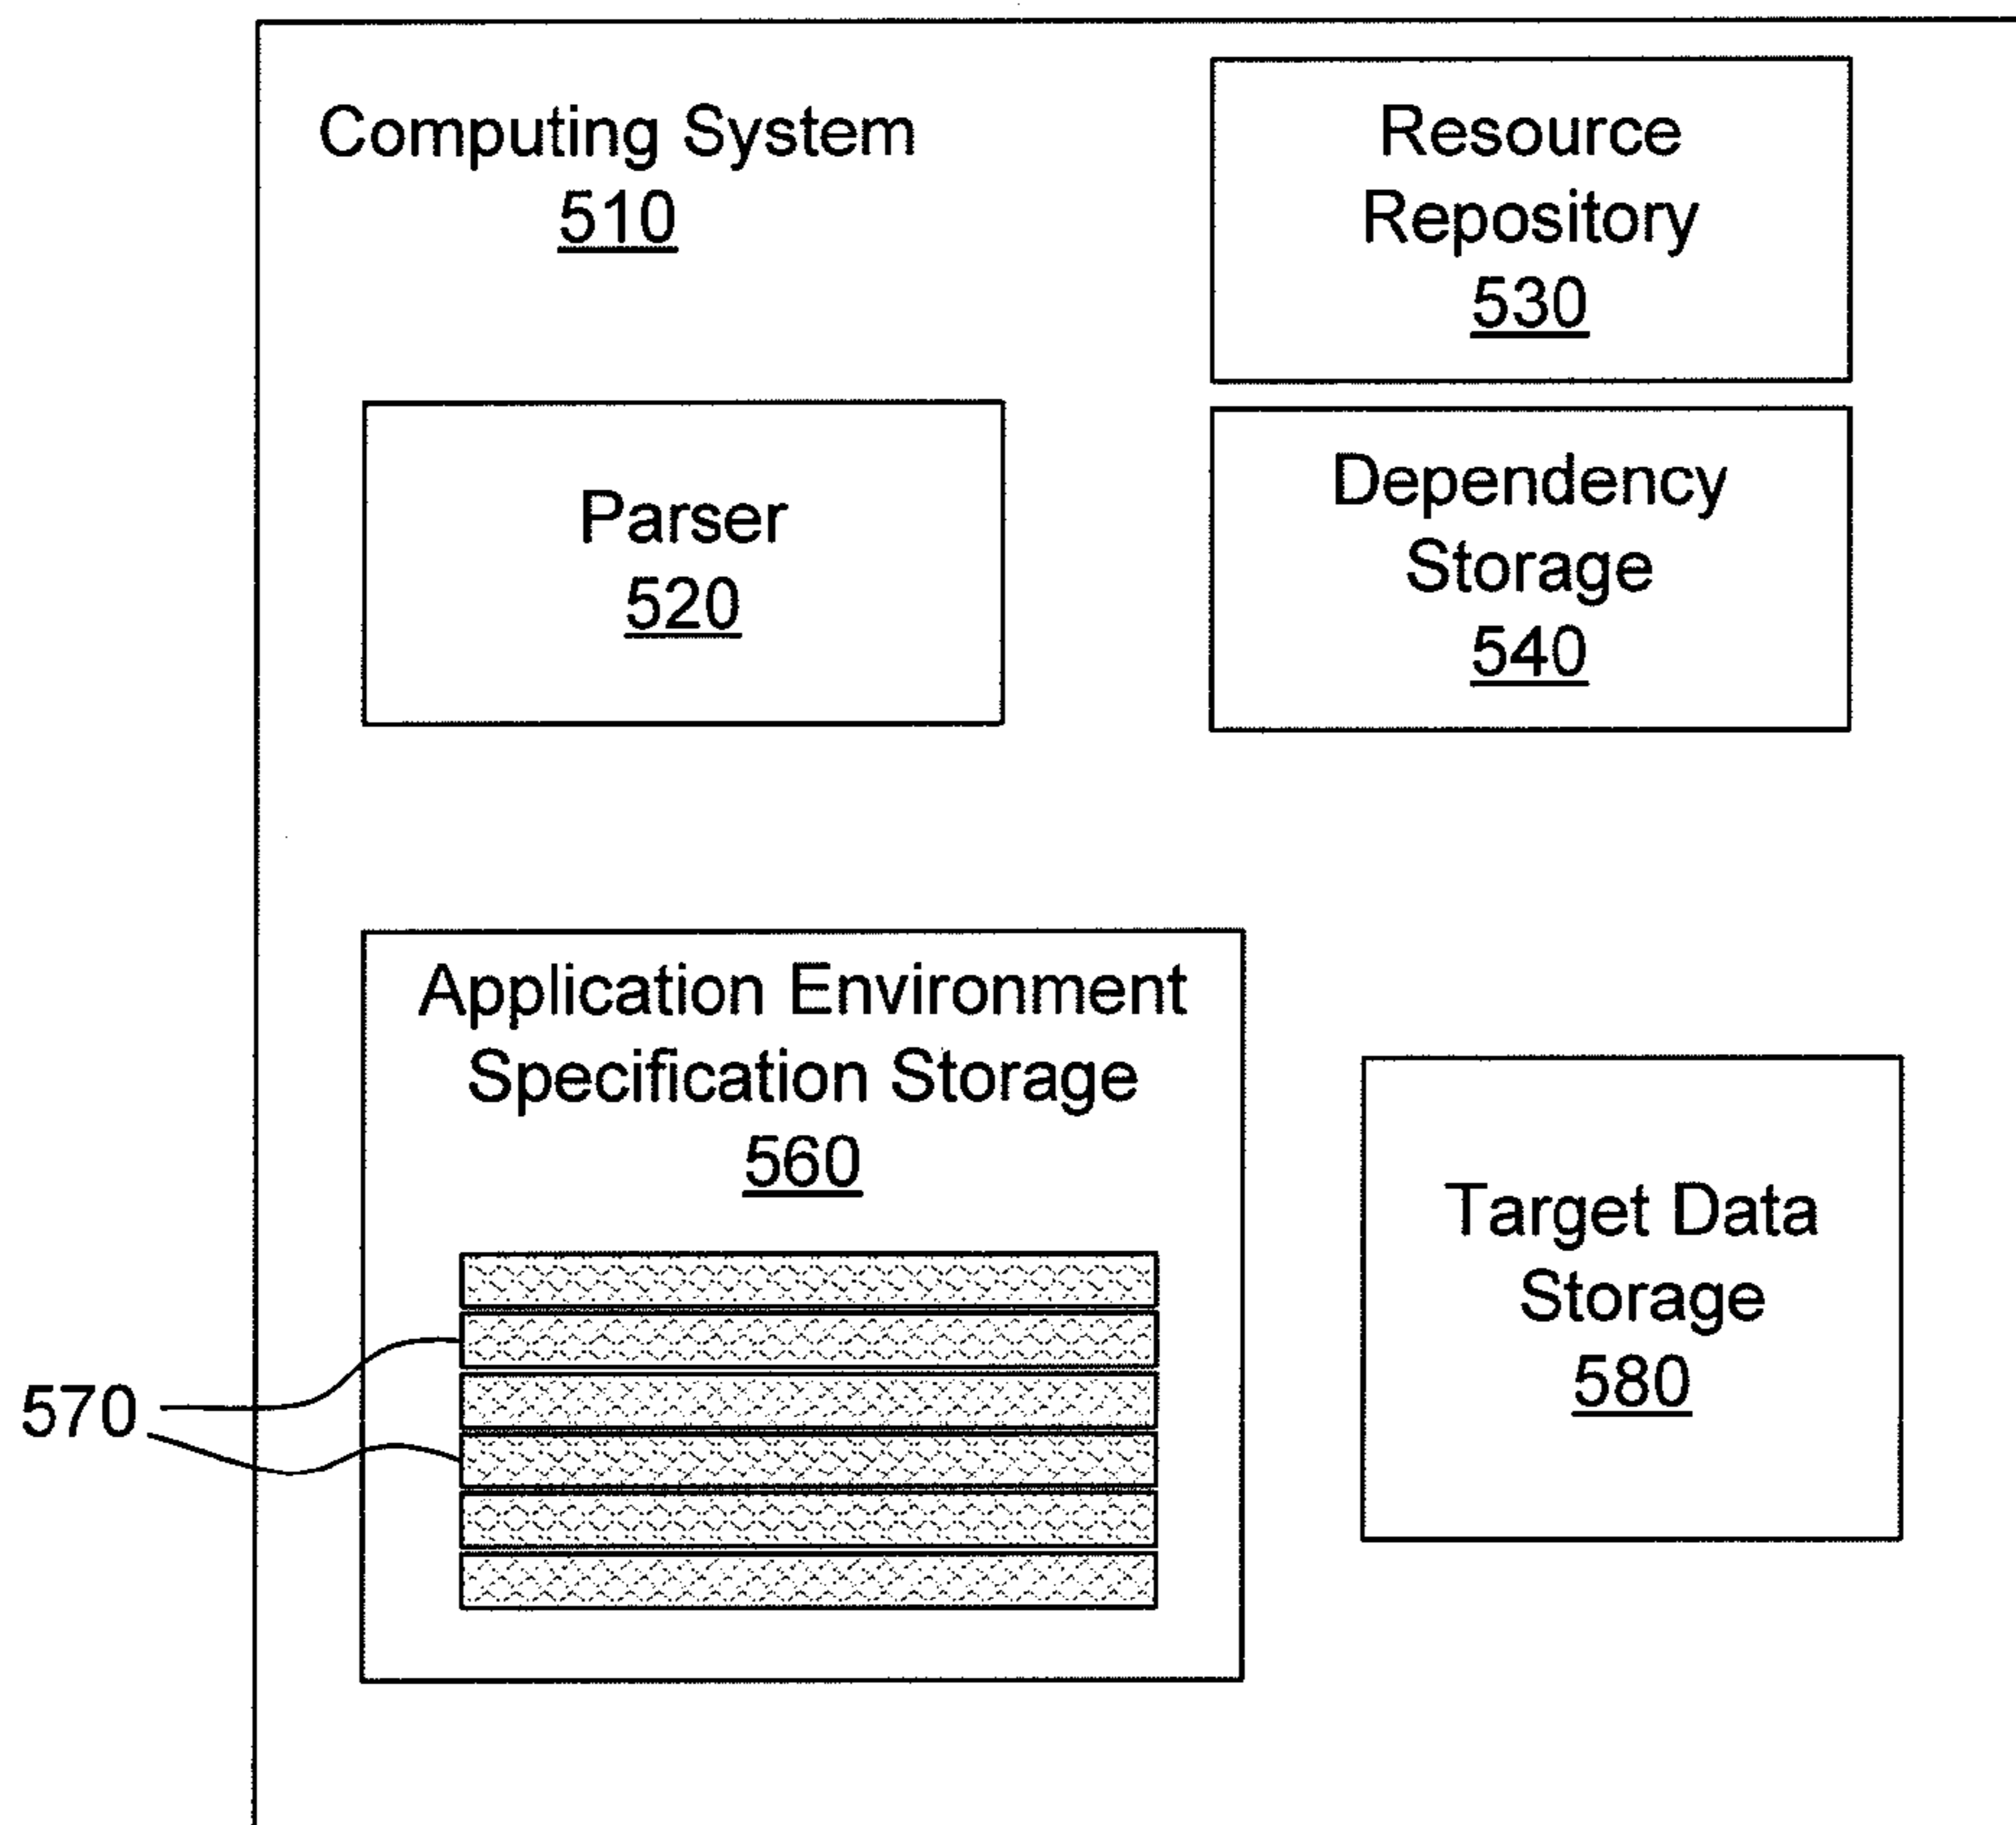 Computing System
510
Resource
Repository
530
Parser
520
Dependency
Storage
540
Application Environment
Specification Storage
560
570
Target Data
Storage
580